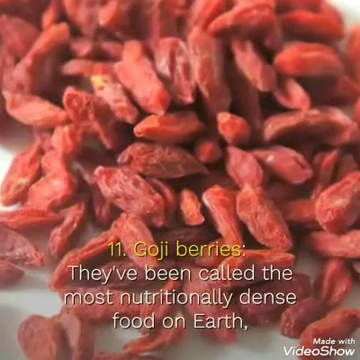 11. Goji berries:
They've been called the
most nutritionally dense
food on Earth,
Made with
VideoShow